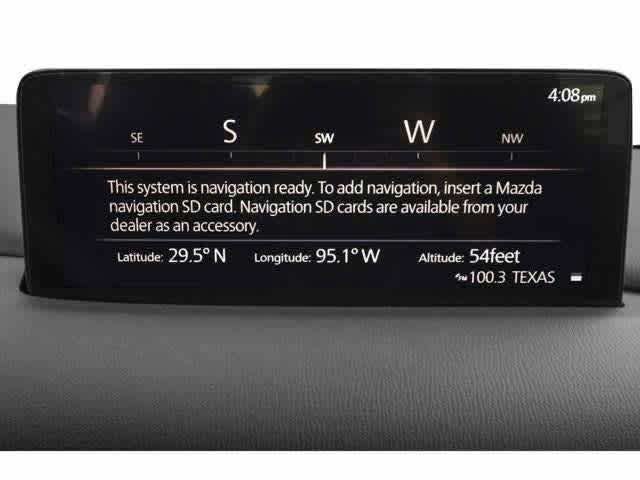 4:08pm
SE S SW W NW
This system is navigation ready. To add navigation, insert a Mazda
navigation SD card. Navigation SD cards are available from your
dealer as an accessory.
Latitude: 29.5° N Longitude: 95.1° W Altitude: 54feet
FM 100.3 TEXAS